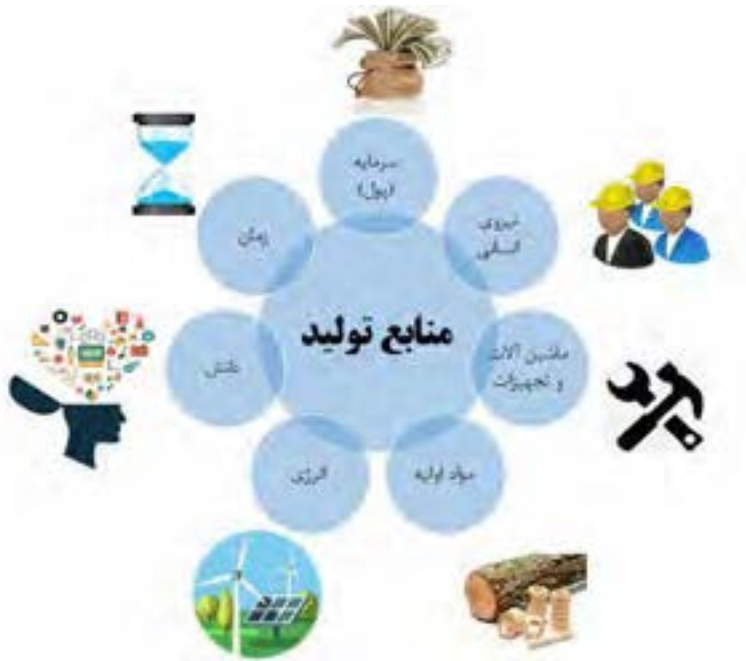 سرمایه
(پول)
نیروی
انسانی
ماشین آلات
و تجهیزات
مواد اولیه
انرژی
دانش
زمان
منابع تولید